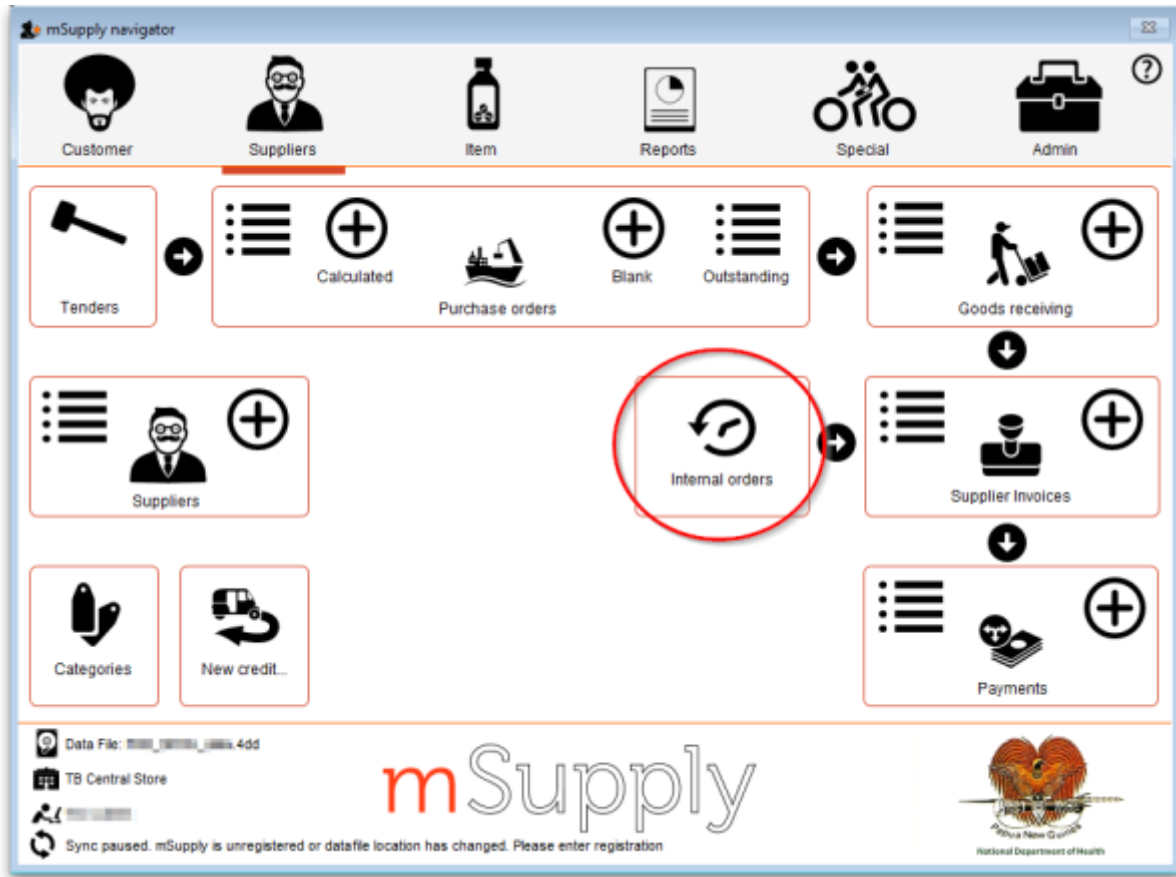 mSupply navigator
Customer
Suppliers
Item
Reports
Special
Admin
?
Tenders
Calculated
Blank
Outstanding
Purchase orders
Goods receiving
Suppliers
Internal orders
Supplier Invoices
Categories
New credit...
Payments
Data File: .4dd
TB Central Store
Sync paused. mSupply is unregistered or datafile location has changed. Please enter registration
mSupply
Papua New Guinea
National Department of Health